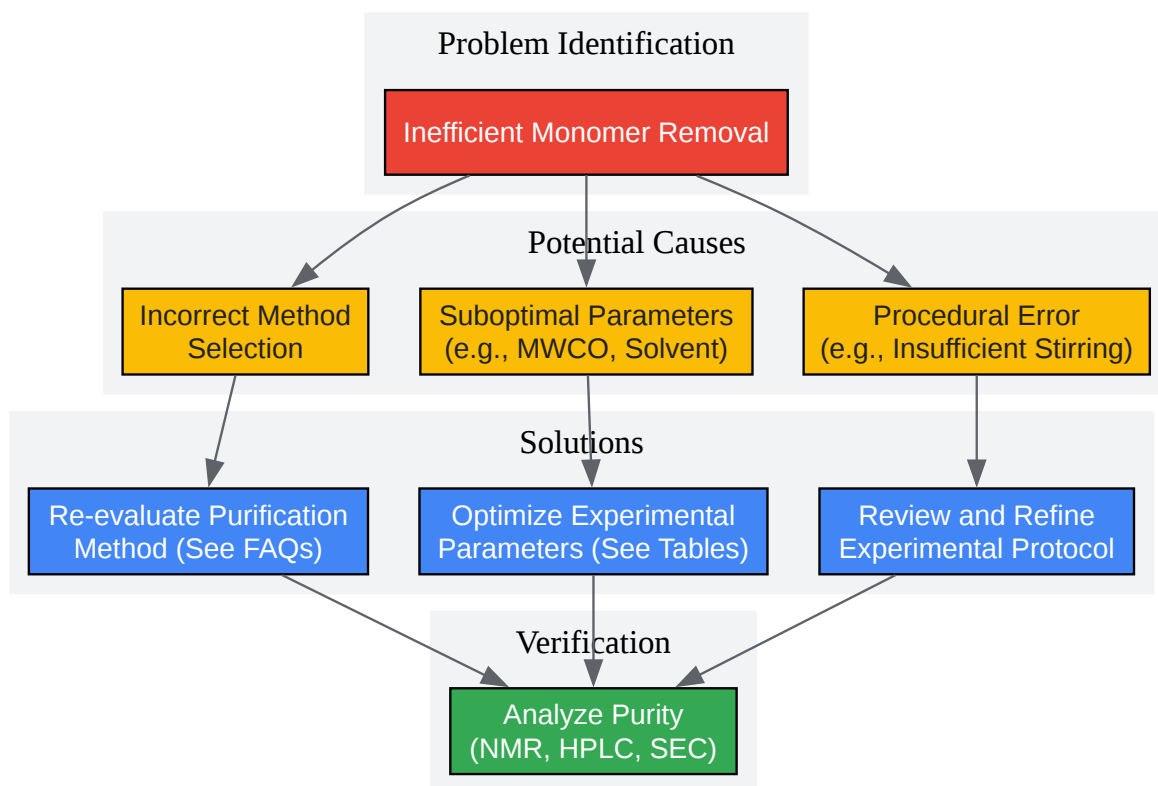 Problem Identification
Inefficient Monomer Removal
Potential Causes
Incorrect Method
Selection
Suboptimal Parameters
(e.g., MWCO, Solvent)
Procedural Error
(e.g., Insufficient Stirring)
Solutions
Re-evaluate Purification
Method (See FAQs)
Optimize Experimental
Parameters (See Tables)
Review and Refine
Experimental Protocol
Verification
Analyze Purity
(NMR, HPLC, SEC)